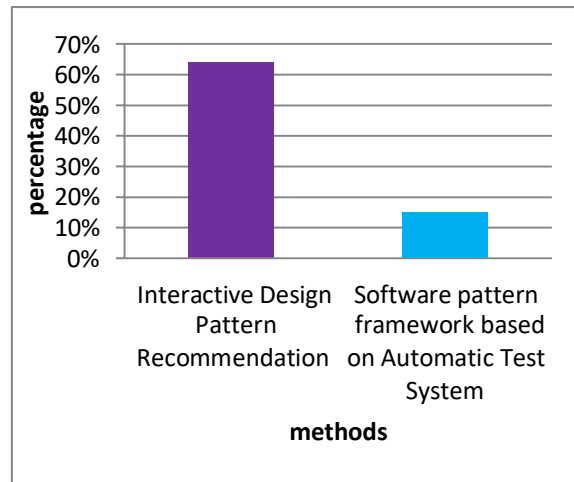 70%
60%
50%
40%
30%
20%
10%
0%
percentage
Interactive Design
Pattern
Recommendation
Software pattern
framework based
on Automatic Test
System
methods